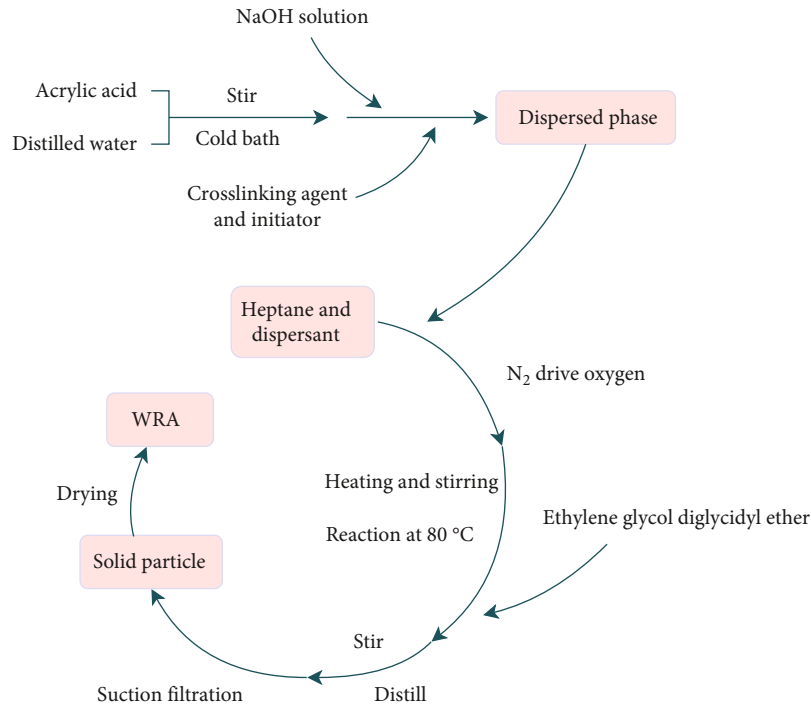 NaOH solution
Acrylic acid
Stir
Distilled water
Cold bath
Dispersed phase
Crosslinking agent
and initiator
Heptane and
dispersant
N₂ drive oxygen
WRA
Drying
Heating and stirring
Reaction at 80 °C
Ethylene glycol diglycidyl ether
Solid particle
Stir
Suction filtration
Distill